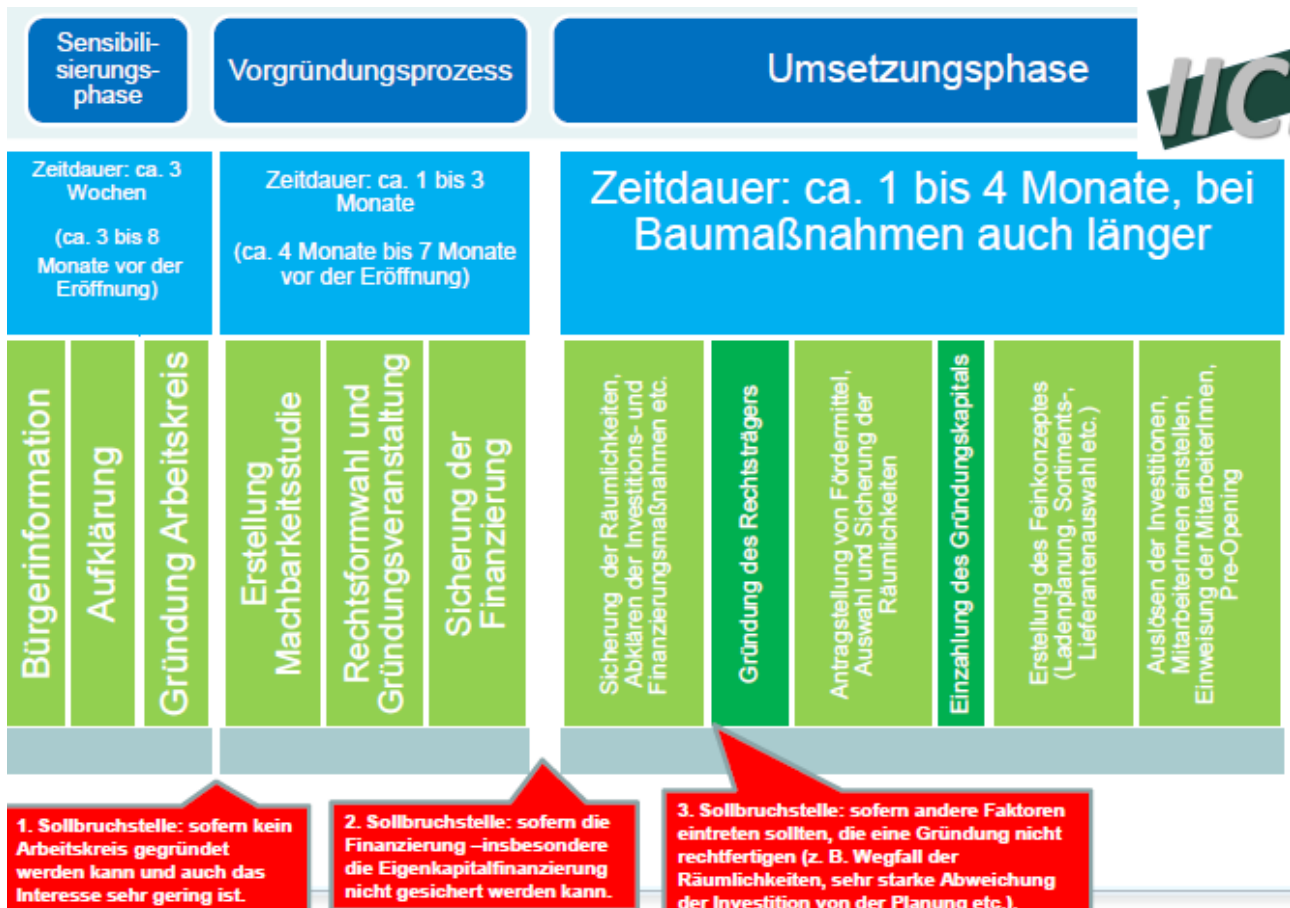 Sensibili-
sierungs-
phase
Vorgründungsprozess
Umsetzungsphase
IIC
Zeitdauer: ca. 3
Wochen
(ca. 3 bis 8
Monate vor der
Eröffnung)
Zeitdauer: ca. 1 bis 3
Monate
(ca. 4 Monate bis 7 Monate
vor der Eröffnung)
Zeitdauer: ca. 1 bis 4 Monate, bei
Baumaßnahmen auch länger
Bürgerinformation
Aufklärung
Gründung Arbeitskreis
Erstellung
Machbarkeitsstudie
Rechtsformwahl und
Gründungsveranstaltung
Sicherung der
Finanzierung
Sicherung der Räumlichkeiten,
Abklären der Investitions- und
Finanzierungsmaßnahmen etc.
Gründung des Rechtsträgers
Antragstellung von Fördermittel,
Auswahl und Sicherung der
Räumlichkeiten
Einzahlung des Gründungskapitals
Erstellung des Feinkonzeptes
(Ladenplanung, Sortiments-,
Lieferantenauswahl etc.)
Auslösen der Investitionen,
MitarbeiterInnen einstellen,
Einweisung der MitarbeiterInnen,
Pre-Opening
1. Sollbruchstelle: sofern kein
Arbeitskreis gegründet
werden kann und auch das
Interesse sehr gering ist.
2. Sollbruchstelle: sofern die
Finanzierung –insbesondere
die Eigenkapitalfinanzierung
nicht gesichert werden kann.
3. Sollbruchstelle: sofern andere Faktoren
eintreten sollten, die eine Gründung nicht
rechtfertigen (z. B. Wegfall der
Räumlichkeiten, sehr starke Abweichung
der Investition von der Planung etc.).